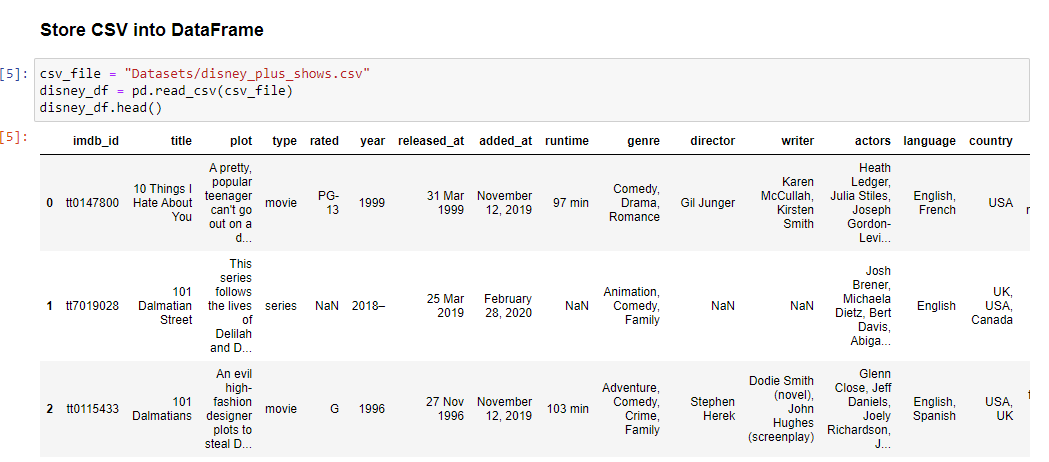 Store CSV into DataFrame
[5]: csv_file = "Datasets/disney_plus_shows.csv"
disney_df = pd.read_csv(csv_file)
disney_df.head()
[5]:
imdb_id title plot type rated year released_at added_at runtime genre director writer actors language country
0 tt0147800 10 Things I Hate About You A pretty, popular teenager can't go out on a d... movie PG-13 1999 31 Mar 1999 November 12, 2019 97 min Comedy, Drama, Romance Gil Junger Karen McCullah, Kirsten Smith Heath Ledger, Julia Stiles, Joseph Gordon-Levi... English, French USA
1 tt7019028 101 Dalmatian Street This series follows the lives of Delilah and D... series NaN 2018– 25 Mar 2019 February 28, 2020 NaN Animation, Comedy, Family NaN NaN Josh Brener, Michaela Dietz, Bert Davis, Abiga... English UK, USA, Canada
2 tt0115433 101 Dalmatians An evil high-fashion designer plots to steal D... movie G 1996 27 Nov 1996 November 12, 2019 103 min Adventure, Comedy, Crime, Family Stephen Herek Dodie Smith (novel), John Hughes (screenplay) Glenn Close, Jeff Daniels, Joely Richardson, J... English, Spanish USA, UK